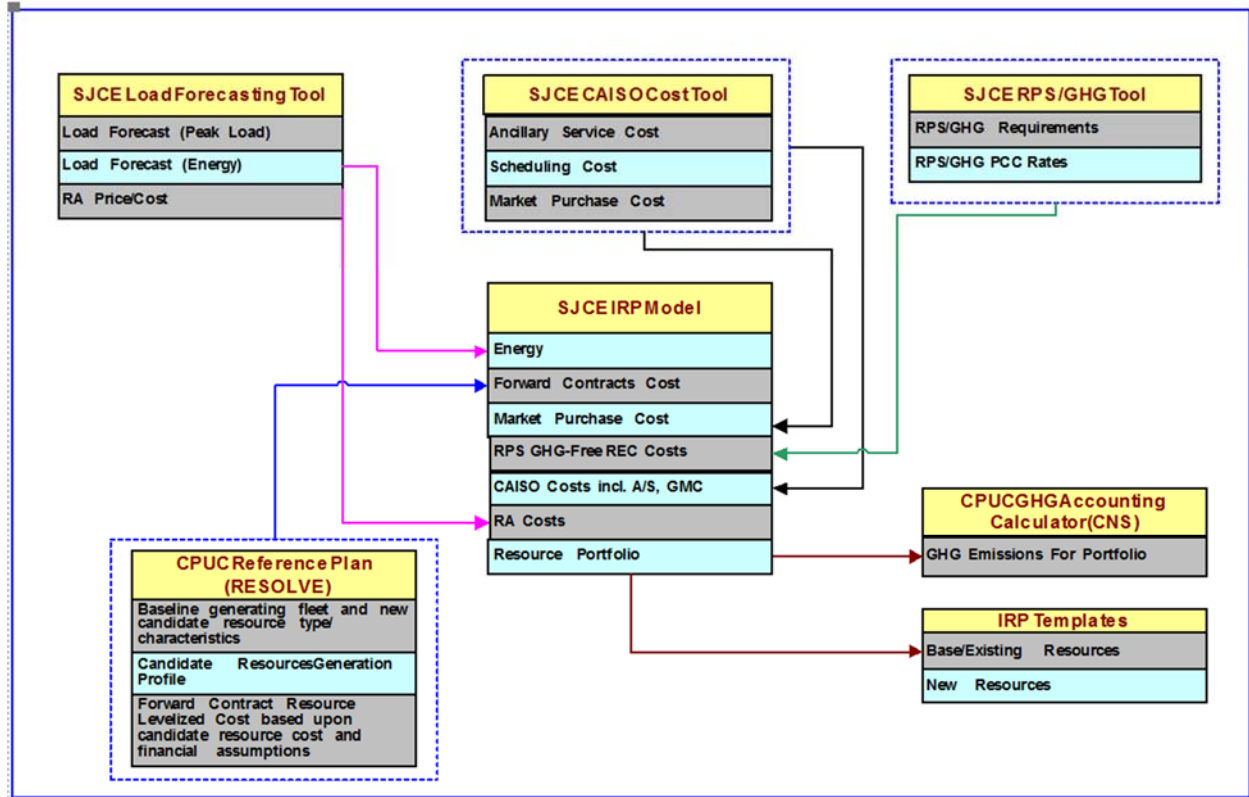 SJCE Load Forecasting Tool
Load Forecast (Peak Load)
Load Forecast (Energy)
RA Price/Cost
SJCE CAISO Cost Tool
Ancillary Service Cost
Scheduling Cost
Market Purchase Cost
SJCE RPS/GHG Tool
RPS/GHG Requirements
RPS/GHG PCC Rates
SJCE IRP Model
Energy
Forward Contracts Cost
Market Purchase Cost
RPS GHG-Free REC Costs
CAISO Costs incl. A/S, GMC
RA Costs
Resource Portfolio
CPUC Reference Plan
(RESOLVE)
Baseline generating fleet and new
candidate resource type/
characteristics
Candidate Resources Generation
Profile
Forward Contract Resource
Levelized Cost based upon
candidate resource cost and
financial assumptions
CPUC GHG Accounting
Calculator (CNS)
GHG Emissions For Portfolio
IRP Templates
Base/Existing Resources
New Resources